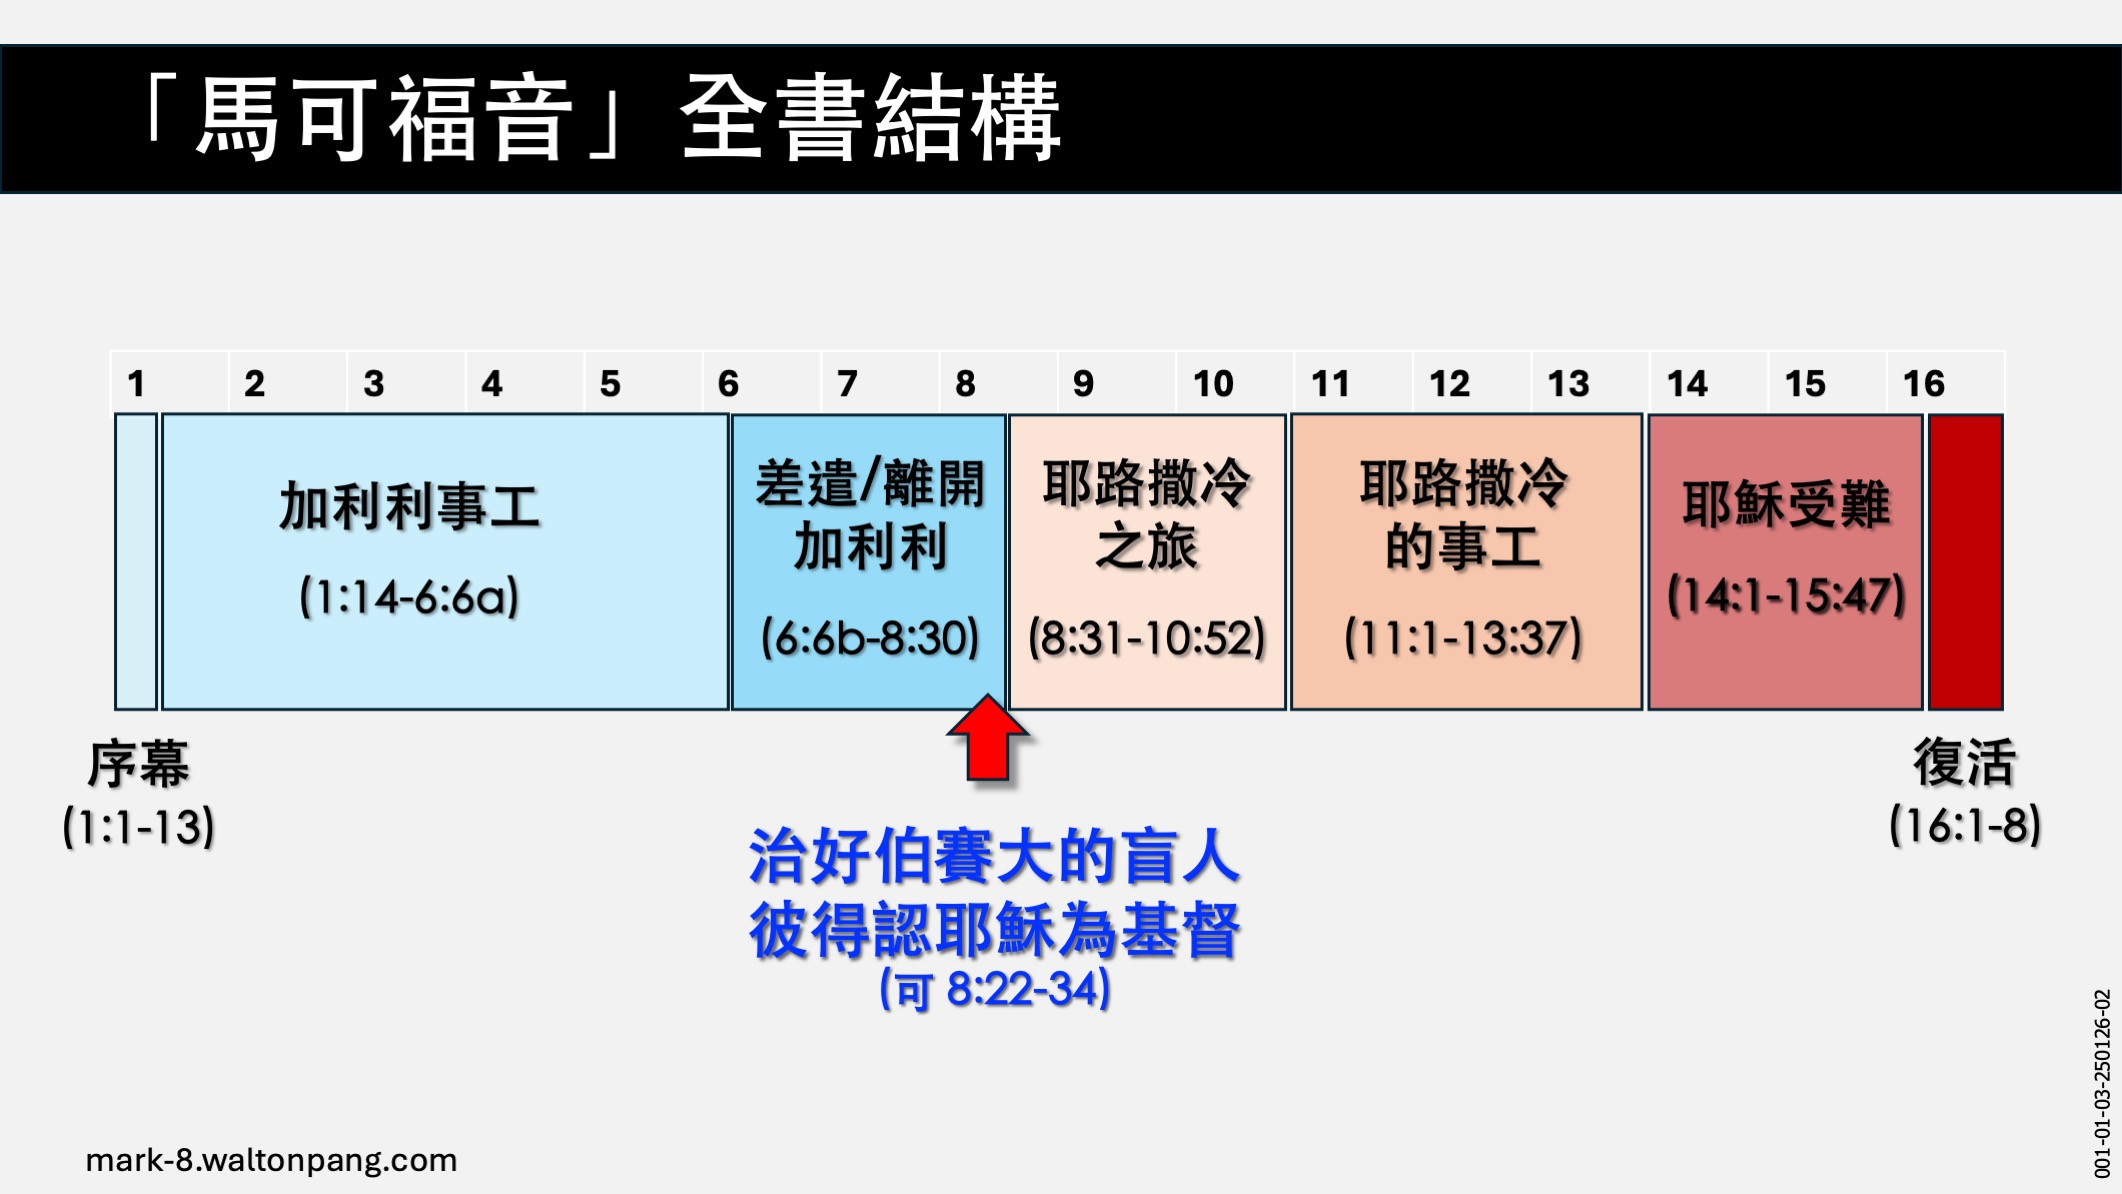 「馬可福音」全書結構
1 2 3 4 5 6 7 8 9 10 11 12 13 14 15 16
加利利事工
(1:14-6:6a)
差遣/離開
加利利
(6:6b-8:30)
耶路撒冷
之旅
(8:31-10:52)
耶路撒冷
的事工
(11:1-13:37)
耶穌受難
(14:1-15:47)
序幕
(1:1-13)
復活
(16:1-8)
治好伯賽大的盲人
彼得認耶穌為基督
(可 8:22-34)
mark-8.waltonpang.com
001-01-03-250126-02